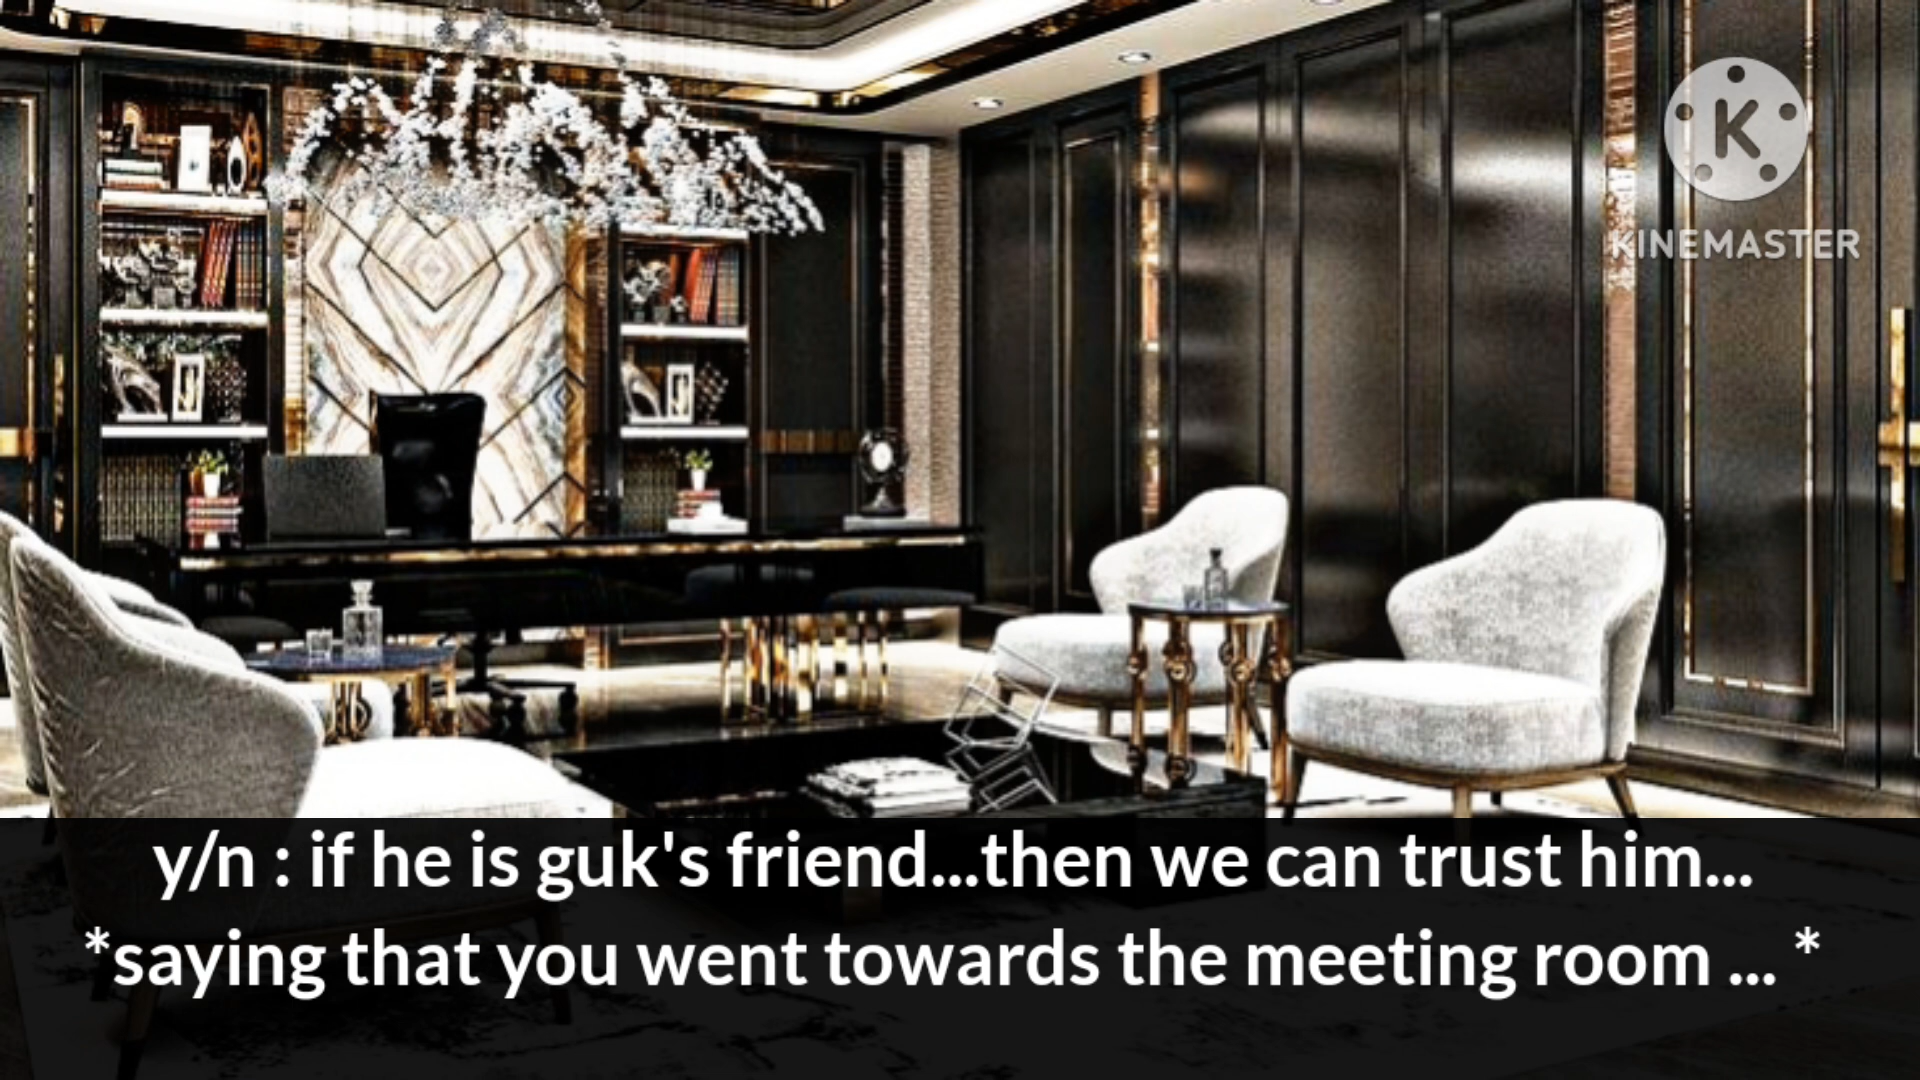 K
KINEMASTER
y/n : if he is guk's friend...then we can trust him...
*saying that you went towards the meeting room ... *